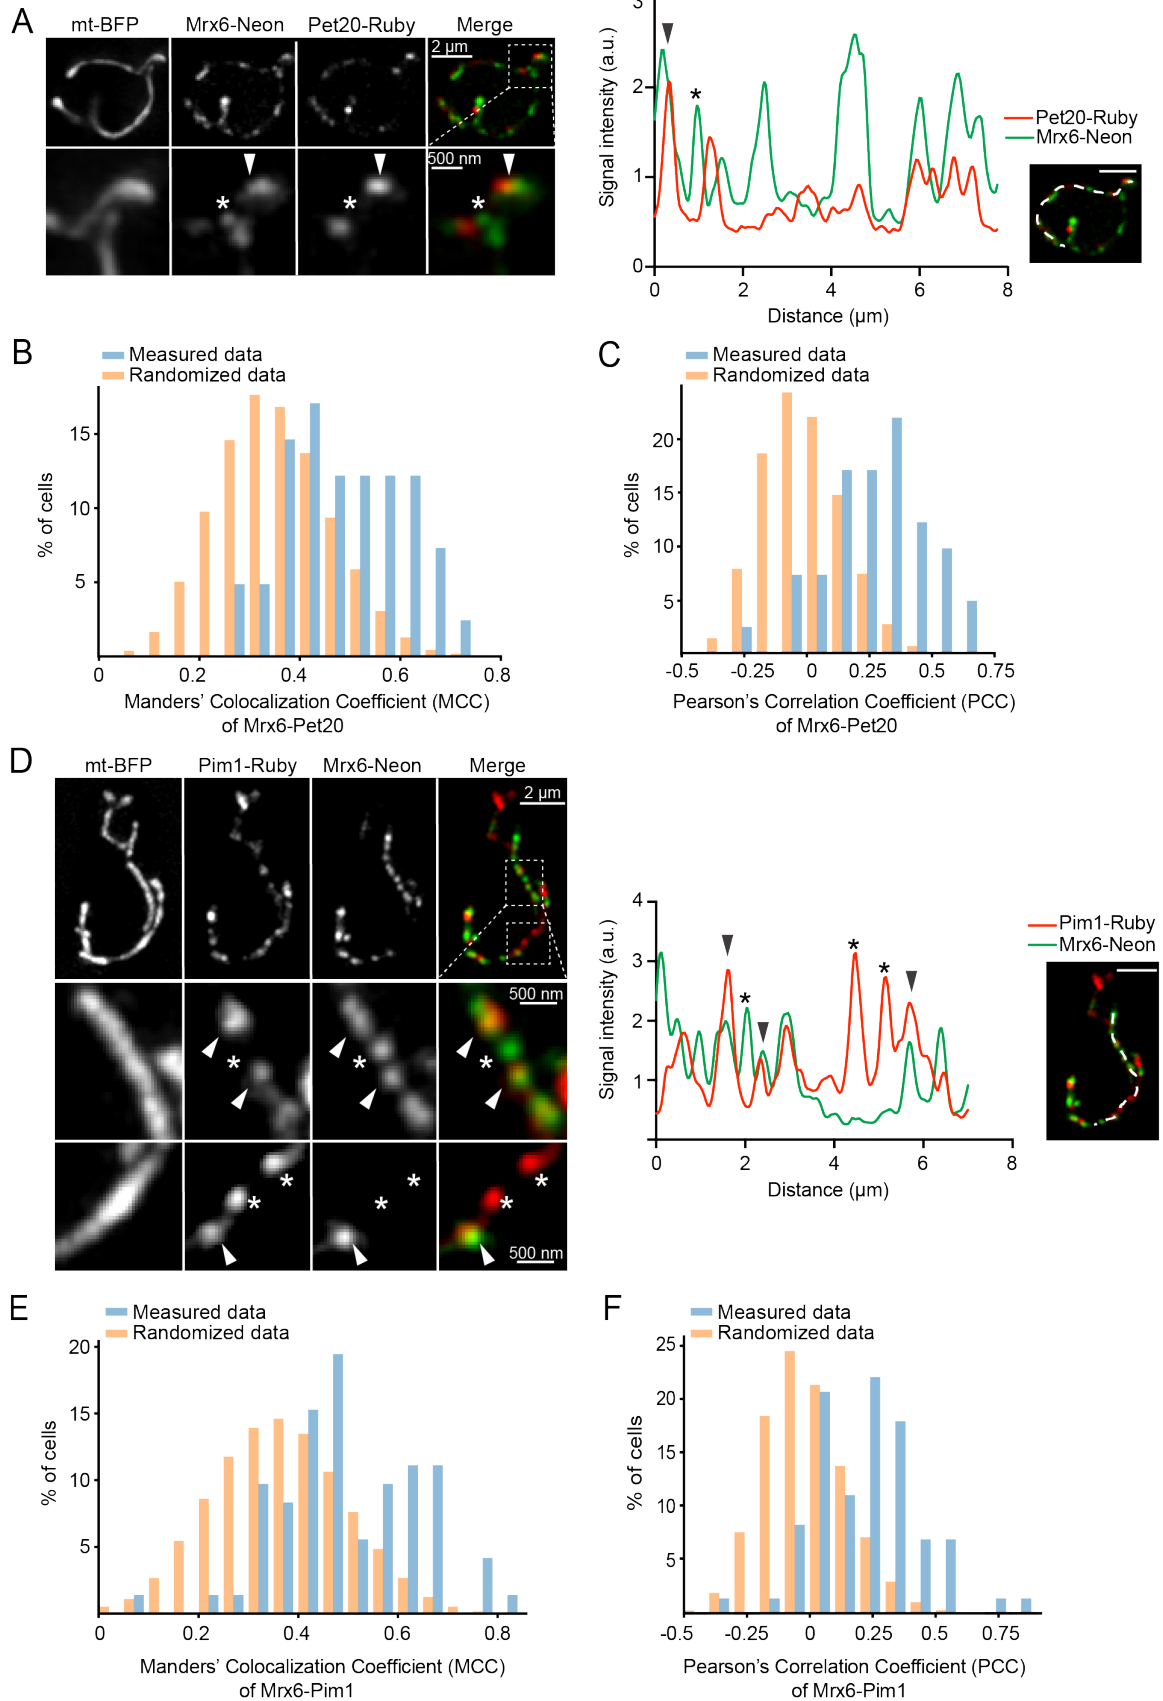 A
mt-BFP Mrx6-Neon Pet20-Ruby Merge
2 µm
500 nm
*
*
*
Signal intensity (a.u.)
3
2
1
0
*
0 2 4 6 8
Distance (µm)
Pet20-Ruby
Mrx6-Neon
B
Measured data
Randomized data
% of cells
15
10
5
0 0.2 0.4 0.6 0.8
Manders’ Colocalization Coefficient (MCC)
of Mrx6-Pet20
C
Measured data
Randomized data
% of cells
20
15
10
5
-0.5 -0.25 0 0.25 0.5 0.75
Pearson’s Correlation Coefficient (PCC)
of Mrx6-Pet20
D
mt-BFP Pim1-Ruby Mrx6-Neon Merge
2 µm
500 nm
*
*
*
* * *
* * *
500 nm
Signal intensity (a.u.)
4
3
2
1
*
*
*
0 2 4 6 8
Distance (µm)
Pim1-Ruby
Mrx6-Neon
E
Measured data
Randomized data
% of cells
20
15
10
5
0 0.2 0.4 0.6 0.8
Manders’ Colocalization Coefficient (MCC)
of Mrx6-Pim1
F
Measured data
Randomized data
% of cells
25
20
15
10
5
-0.5 -0.25 0 0.25 0.5 0.75
Pearson’s Correlation Coefficient (PCC)
of Mrx6-Pim1